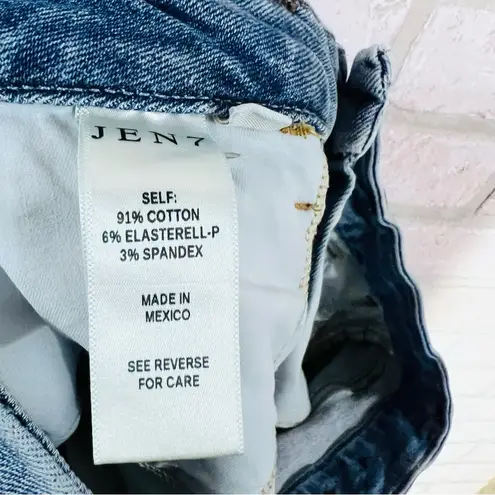 JEN7
SELF:
91% COTTON
6% ELASTERELL-P
3% SPANDEX
MADE IN
MEXICO
SEE REVERSE
FOR CARE